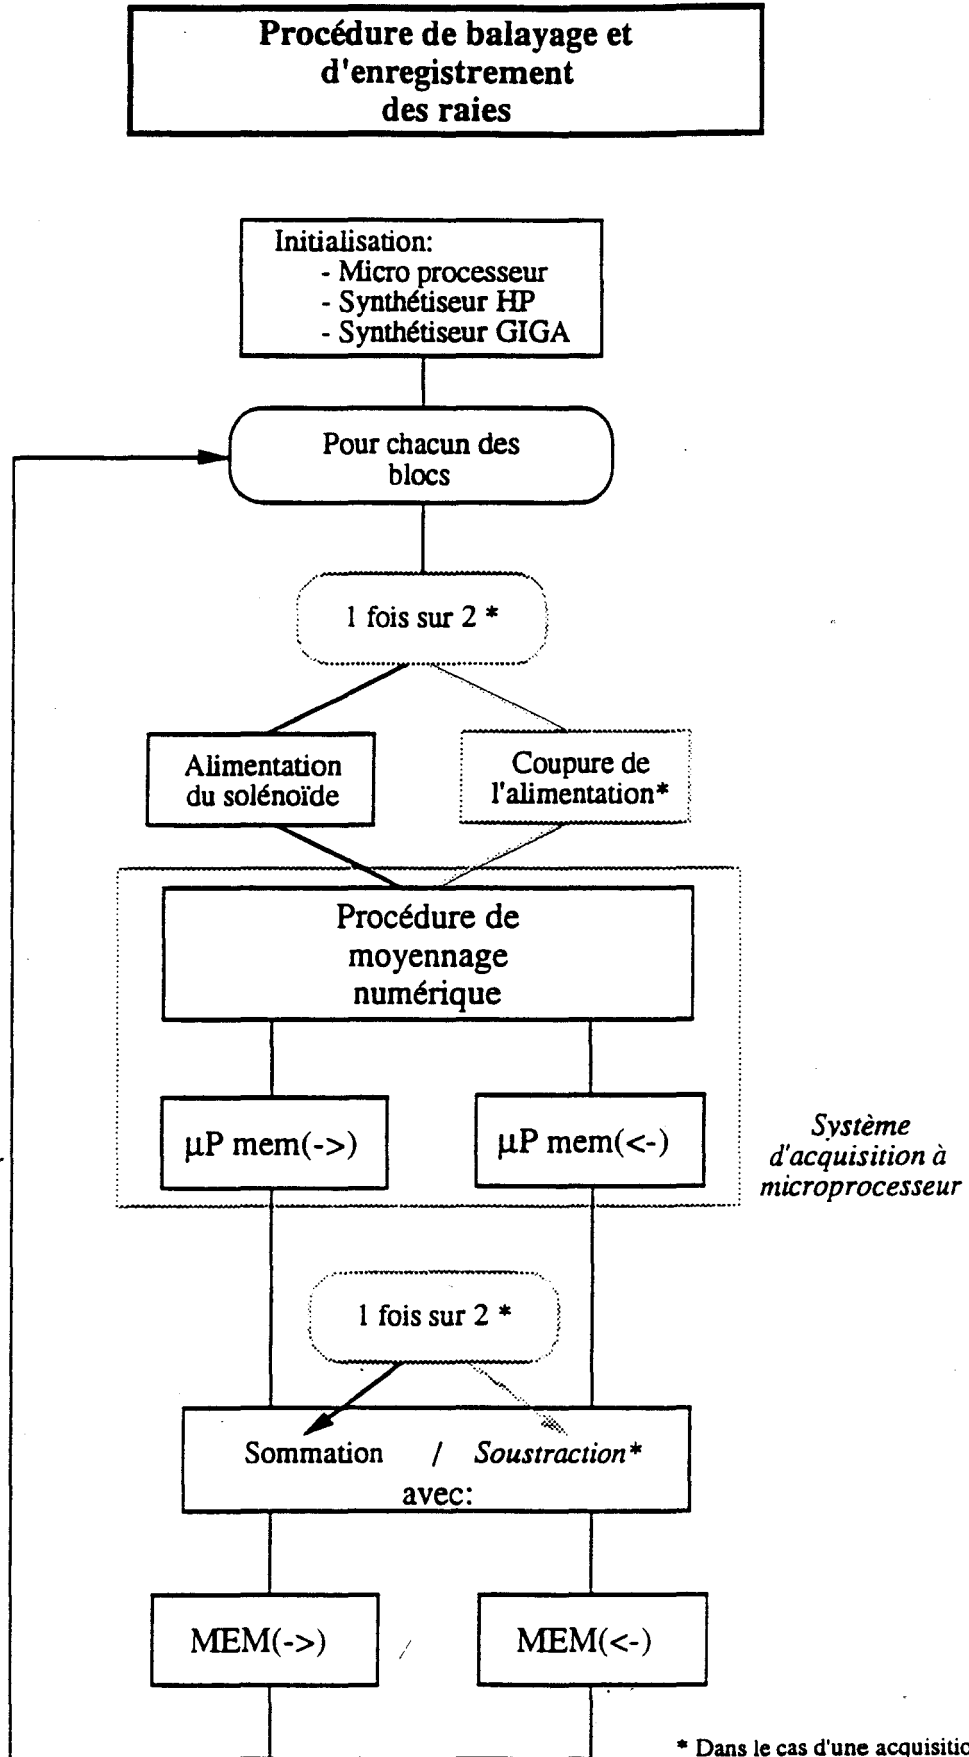 Procédure de balayage et
d'enregistrement
des raies
Initialisation:
- Micro processeur
- Synthétiseur HP
- Synthétiseur GIGA
Pour chacun des
blocs
1 fois sur 2 *
Alimentation
du solénoïde
Coupure de
l'alimentation*
Procédure de
moyennage
numérique
µP mem(->)
µP mem(<-)
Système
d'acquisition à
microprocesseur
1 fois sur 2 *
Sommation / Soustraction*
avec:
MEM(->)
MEM(<-)
* Dans le cas d'une